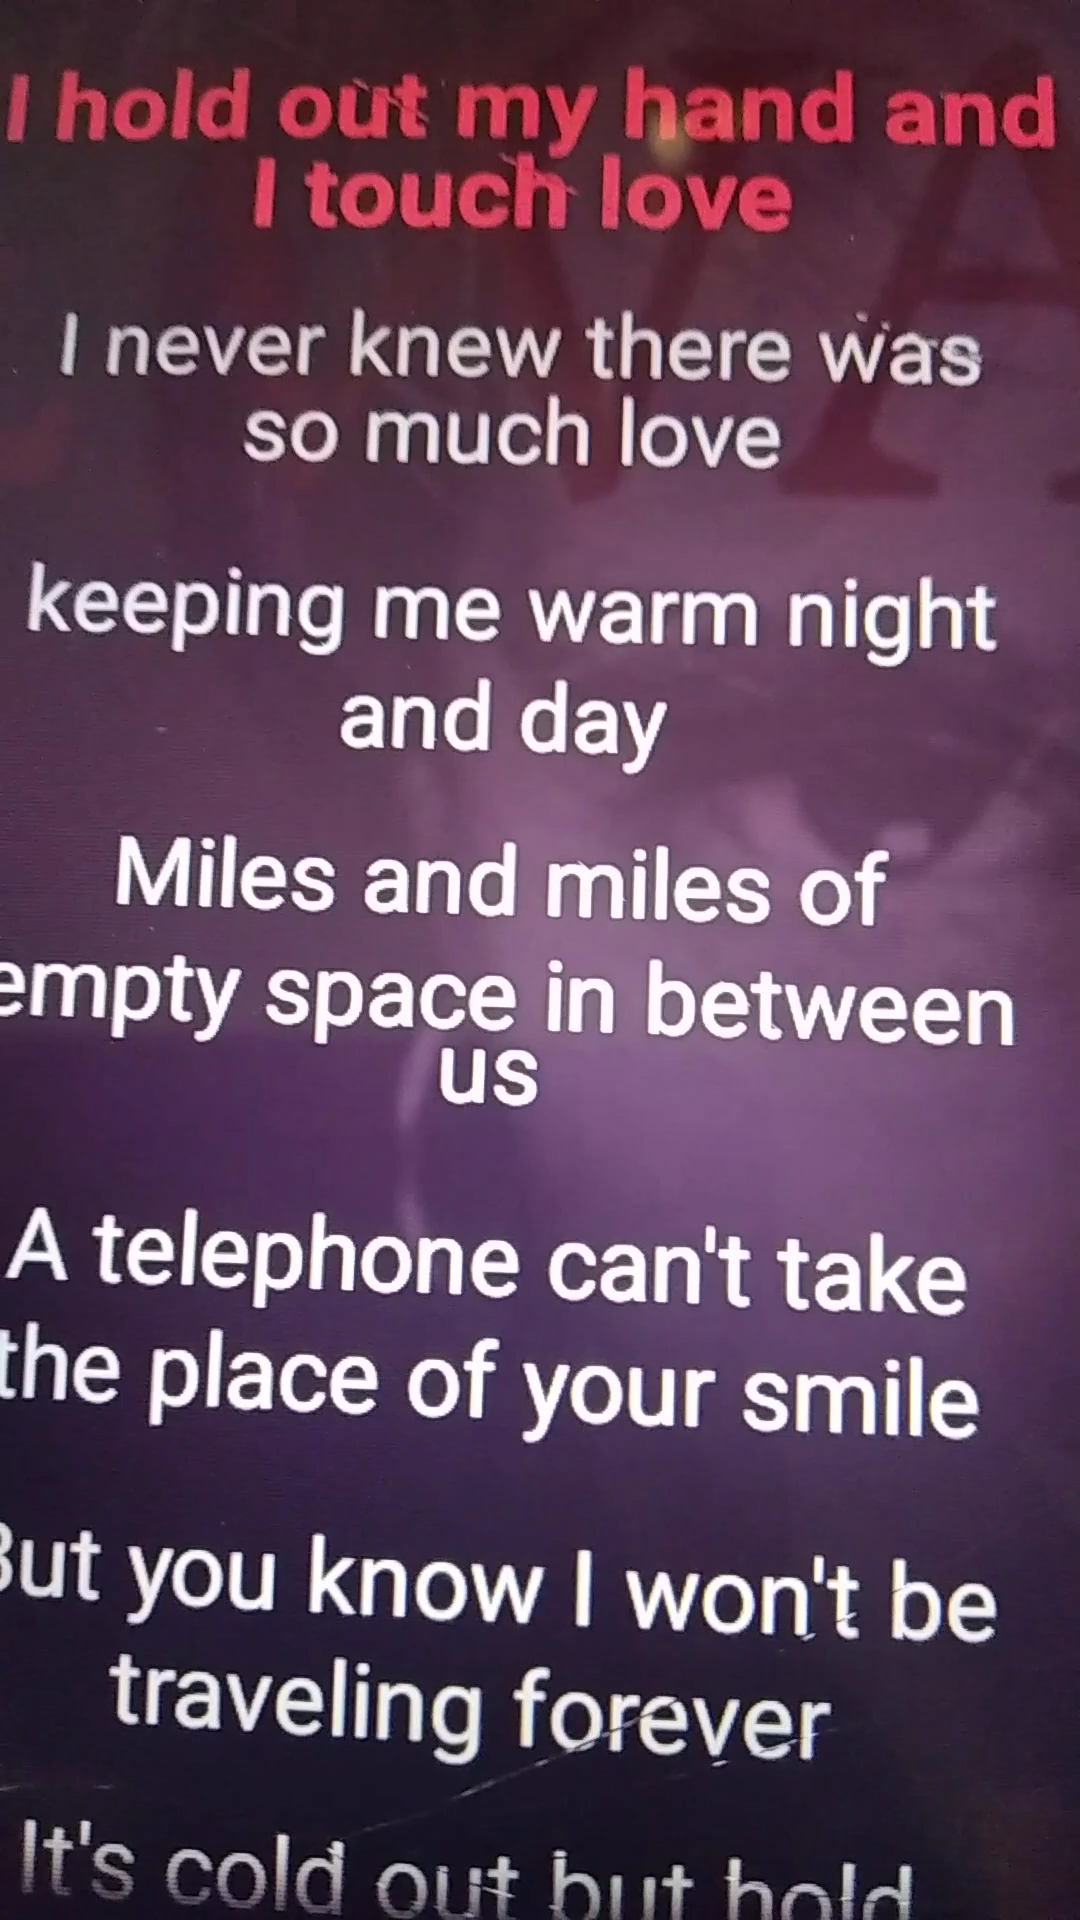 I hold out my hand and
I touch love
I never knew there was
so much love
keeping me warm night
and day
Miles and miles of
empty space in between
us
A telephone can't take
the place of your smile
But you know I won't be
traveling forever
It's cold out but hold